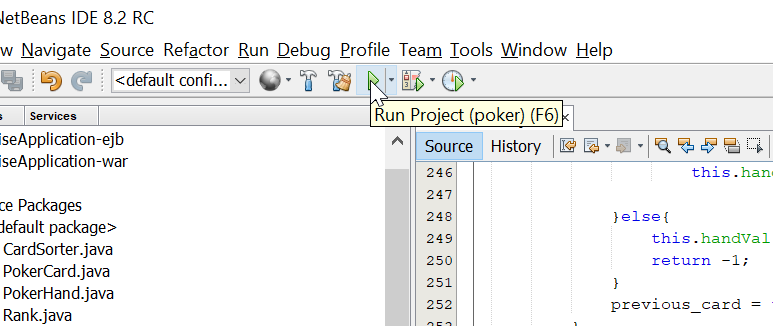 NetBeans IDE 8.2 RC
w Navigate Source Refactor Run Debug Profile Team Tools Window Help
<default confi...
Run Project (poker) (F6)
s Services
iseApplication-ejb
iseApplication-war
ce Packages
default package>
CardSorter.java
PokerCard.java
PokerHand.java
Rank.java
Source History
246 this.han
247
248 }else{
249 this.handVal
250 return -1;
251 }
252 previous_card =
253 }